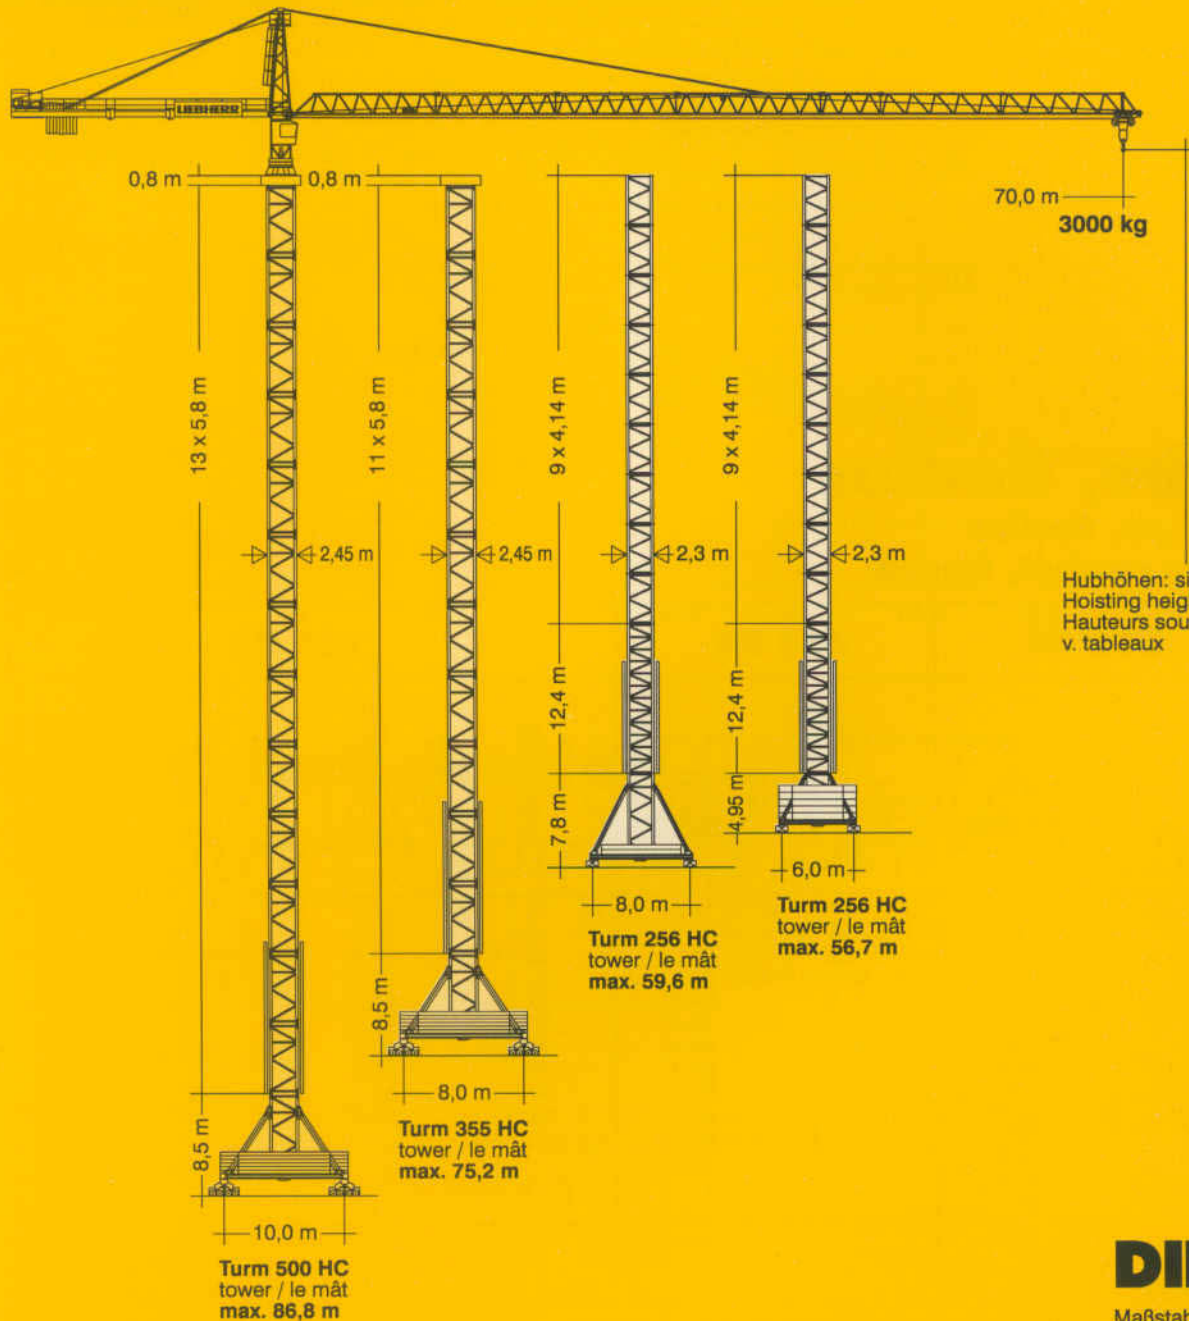 LIEBHERR
0,8 m
0,8 m
70,0 m
3000 kg
13 x 5,8 m
11 x 5,8 m
9 x 4,14 m
9 x 4,14 m
2,45 m
2,45 m
2,3 m
2,3 m
Hubhöhen: si
Hoisting heig
Hauteurs sou
v. tableaux
12,4 m
12,4 m
7,8 m
4,95 m
6,0 m
Turm 256 HC
tower / le mât
max. 56,7 m
8,0 m
Turm 256 HC
tower / le mât
max. 59,6 m
8,5 m
8,0 m
Turm 355 HC
tower / le mât
max. 75,2 m
8,5 m
10,0 m
Turm 500 HC
tower / le mât
max. 86,8 m
DI
Maßstab